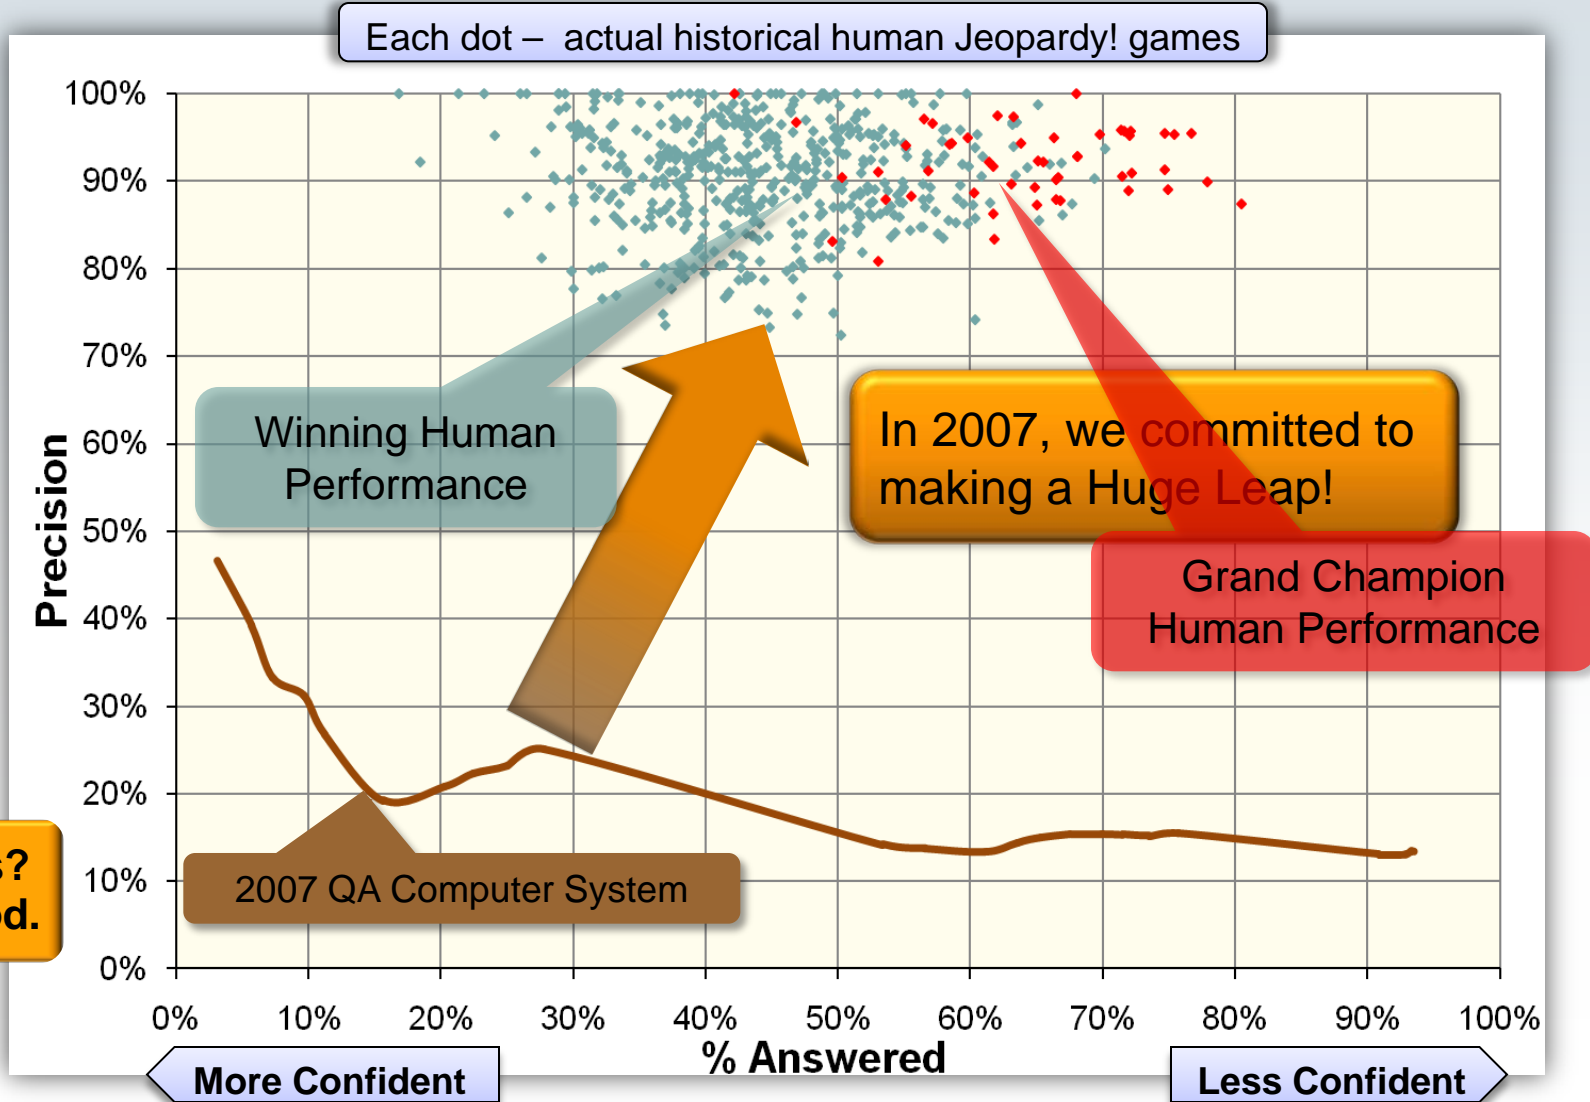 Each dot – actual historical human Jeopardy! games
100%
90%
80%
70%
60%
50%
40%
30%
20%
10%
0%
Precision
Winning Human
Performance
In 2007, we committed to
making a Huge Leap!
Grand Champion
Human Performance
2007 QA Computer System
?
d.
0% 10% 20% 30% 40% 50% 60% 70% 80% 90% 100%
% Answered
More Confident
Less Confident